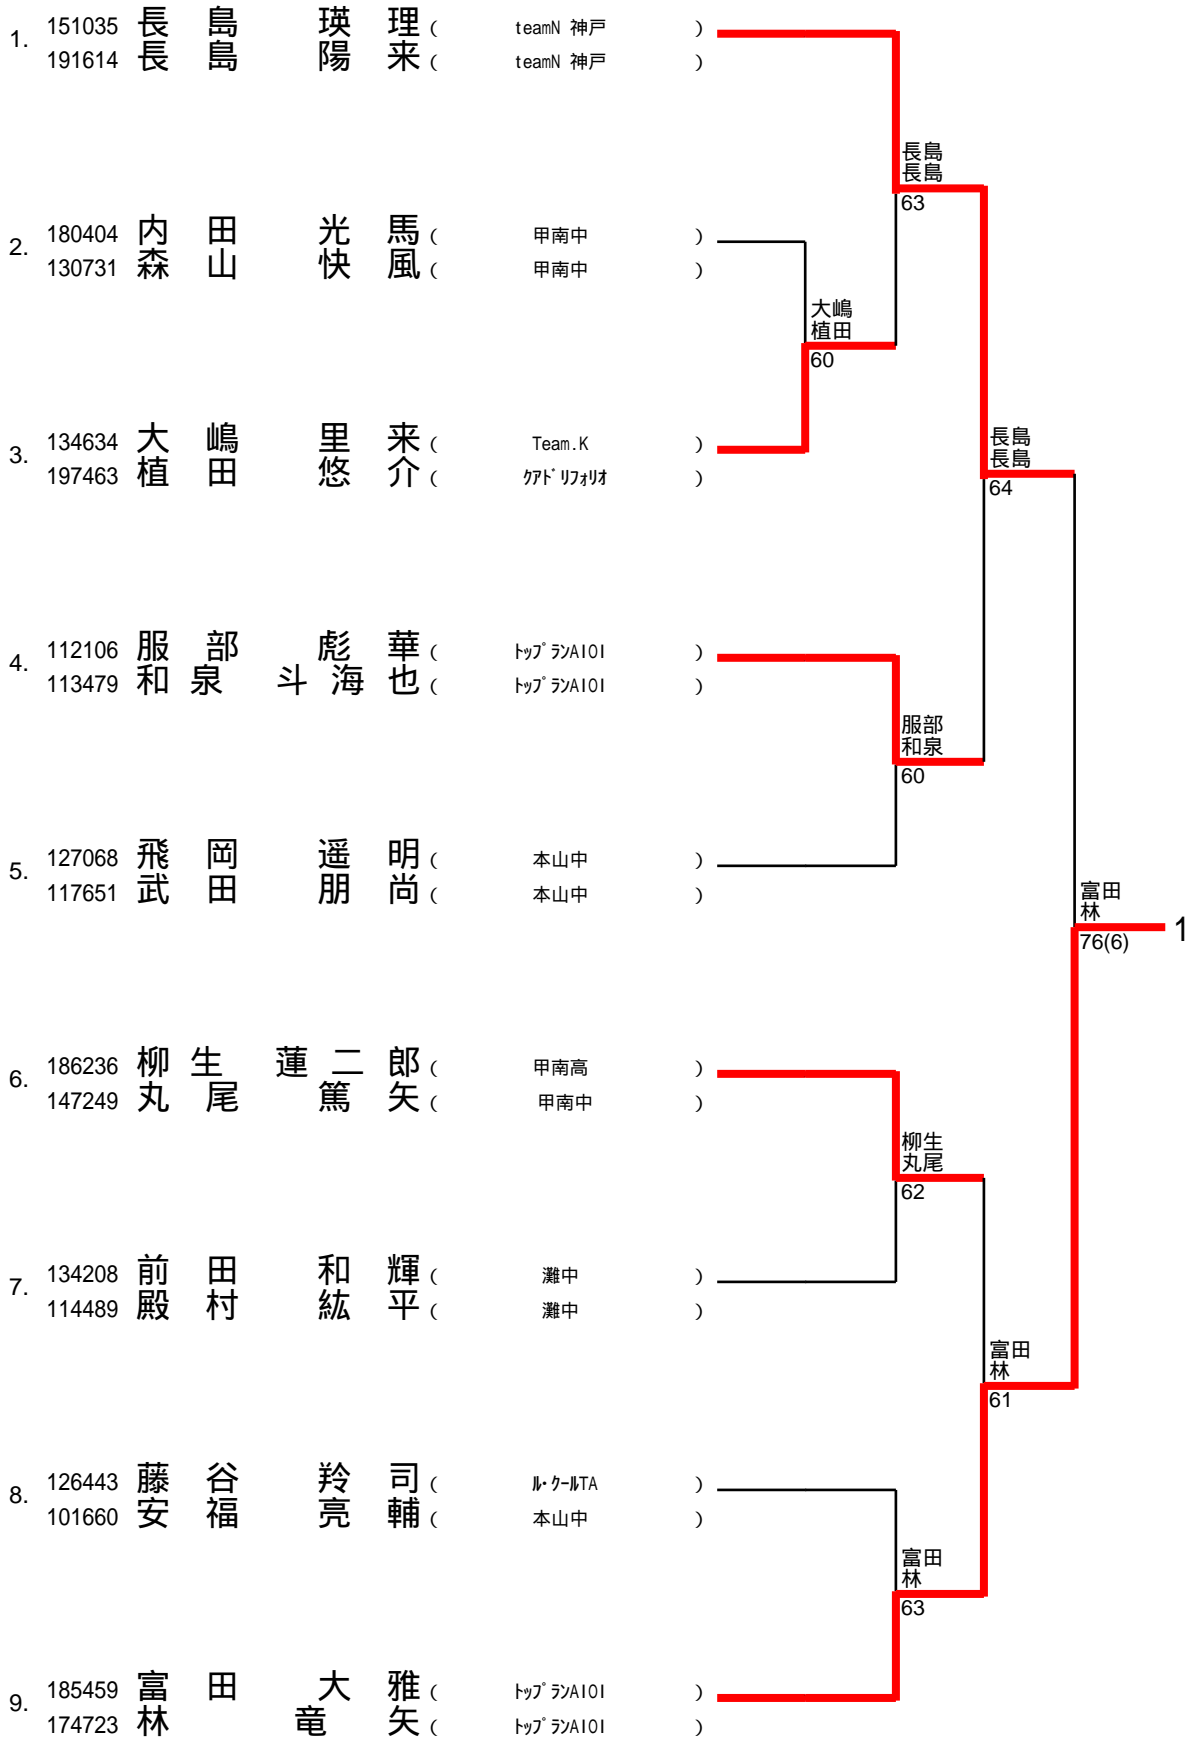 1. 151035 長 島 瑛 理 ( teamN 神戸 )
191614 長 島 陽 来 ( teamN 神戸 )
長島
長島
63
2. 180404 内 田 光 馬 ( 甲南中 )
130731 森 山 快 風 ( 甲南中 )
大嶋
植田
60
3. 134634 大 嶋 里 来 ( Team.K )
197463 植 田 悠 介 ( ｸｱﾄﾞﾘﾌｫﾘｵ )
長島
長島
64
4. 112106 服 部 彪 華 ( ﾄｯﾌﾟﾗﾝAIOI )
113479 和 泉 斗 海 也 ( ﾄｯﾌﾟﾗﾝAIOI )
服部
和泉
60
5. 127068 飛 岡 遥 明 ( 本山中 )
117651 武 田 朋 尚 ( 本山中 )
富田
林
76(6)
1
6. 186236 柳 生 蓮 二 郎 ( 甲南高 )
147249 丸 尾 篤 矢 ( 甲南中 )
柳生
丸尾
62
7. 134208 前 田 和 輝 ( 灘中 )
114489 殿 村 紘 平 ( 灘中 )
富田
林
61
8. 126443 藤 谷 羚 司 ( ﾙ･ｸｰﾙTA )
101660 安 福 亮 輔 ( 本山中 )
富田
林
63
9. 185459 富 田 大 雅 ( ﾄｯﾌﾟﾗﾝAIOI )
174723 林 竜 矢 ( ﾄｯﾌﾟﾗﾝAIOI )